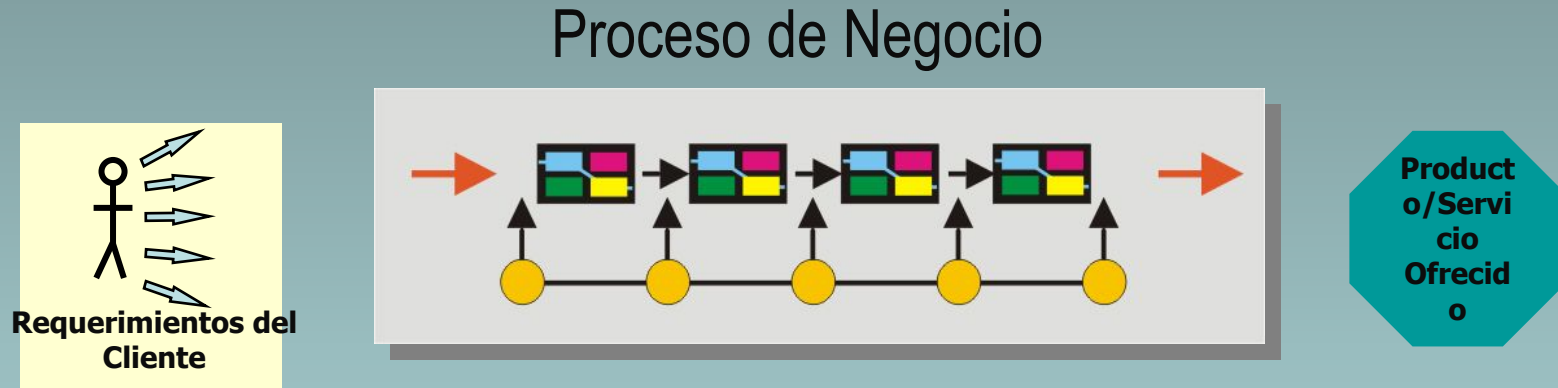 Proceso de Negocio
Requerimientos del
Cliente
Product
o/Servi
cio
Ofrecid
o